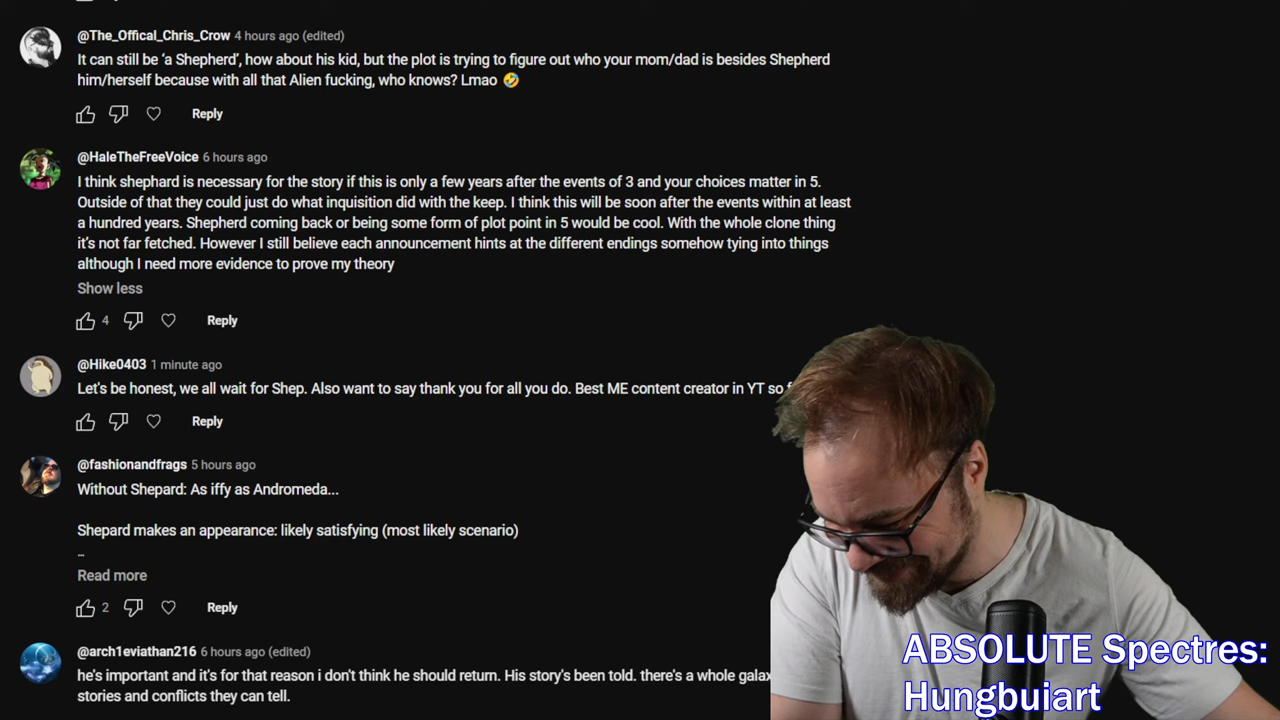 @The_Offical_Chris_Crow 4 hours ago (edited)
It can still be ‘a Shepherd’, how about his kid, but the plot is trying to figure out who your mom/dad is besides Shepherd
him/herself because with all that Alien fucking, who knows? Lmao 🤣
Reply
@HaleTheFreeVoice 6 hours ago
I think shephard is necessary for the story if this is only a few years after the events of 3 and your choices matter in 5.
Outside of that they could just do what inquisition did with the keep. I think this will be soon after the events within at least
a hundred years. Shepherd coming back or being some form of plot point in 5 would be cool. With the whole clone thing
it’s not far fetched. However I still believe each announcement hints at the different endings somehow tying into things
although I need more evidence to prove my theory
Show less
4 Reply
@Hike0403 1 minute ago
Let's be honest, we all wait for Shep. Also want to say thank you for all you do. Best ME content creator in YT so
Reply
@fashionandfrags 5 hours ago
Without Shepard: As iffy as Andromeda...
Shepard makes an appearance: likely satisfying (most likely scenario)
...
Read more
2 Reply
@arch1eviathan216 6 hours ago (edited)
he's important and it's for that reason i don't think he should return. His story's been told. there's a whole
stories and conflicts they can tell.
ABSOLUTE Spectres:
Hungbuiart